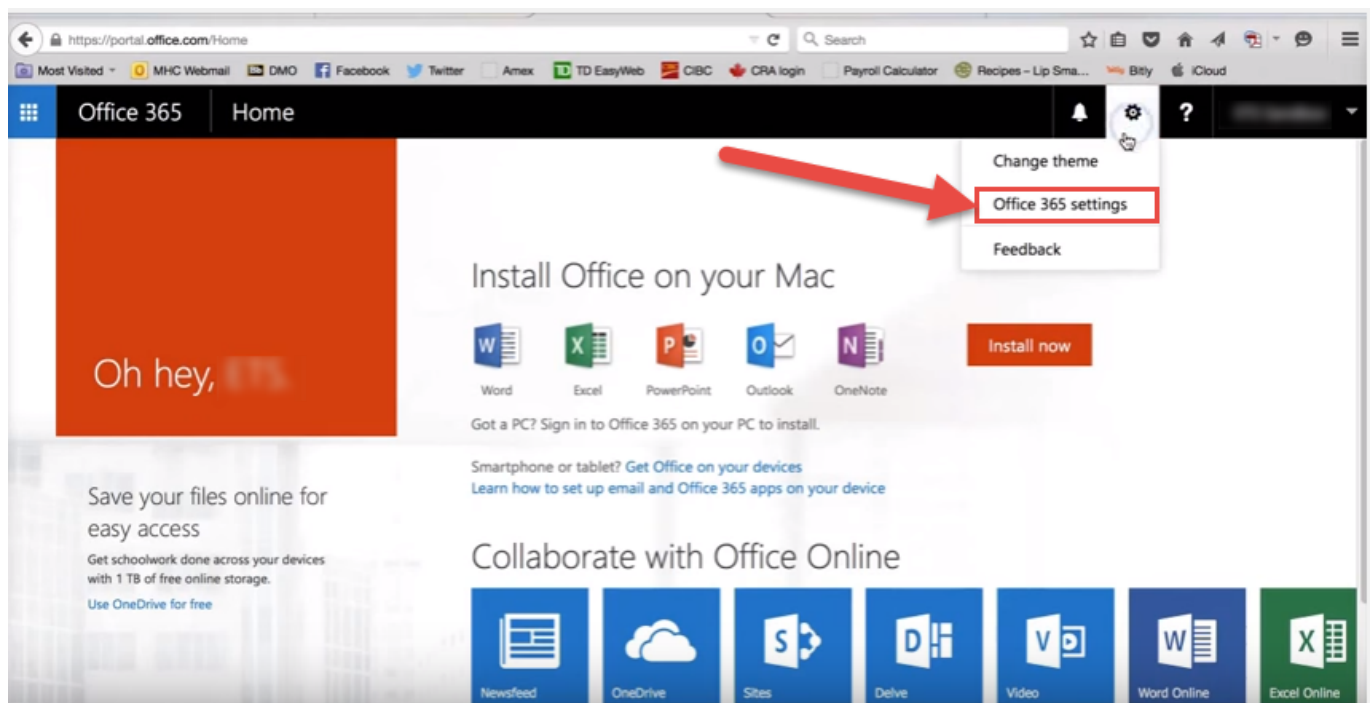 https://portal.office.com/Home
Search
Most Visited
MHC Webmail
DMO
Facebook
Twitter
Amex
TD EasyWeb
CIBC
CRA login
Payroll Calculator
Recipes – Lip Sma...
Bitly
iCloud
Office 365
Home
?
Change theme
Office 365 settings
Feedback
Install Office on your Mac
Install now
Word
Excel
PowerPoint
Outlook
OneNote
Got a PC? Sign in to Office 365 on your PC to install.
Smartphone or tablet? Get Office on your devices
Learn how to set up email and Office 365 apps on your device
Oh hey,
Save your files online for
easy access
Get schoolwork done across your devices
with 1 TB of free online storage.
Use OneDrive for free
Collaborate with Office Online
Newsfeed
OneDrive
Sites
Delve
Video
Word Online
Excel Online